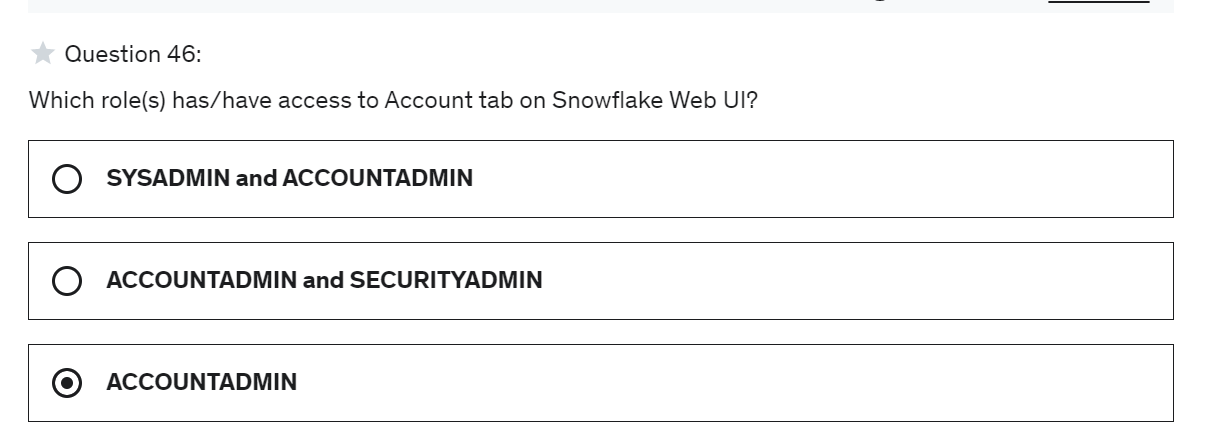 Question 46:
Which role(s) has/have access to Account tab on Snowflake Web UI?
SYSADMIN and ACCOUNTADMIN
ACCOUNTADMIN and SECURITYADMIN
ACCOUNTADMIN